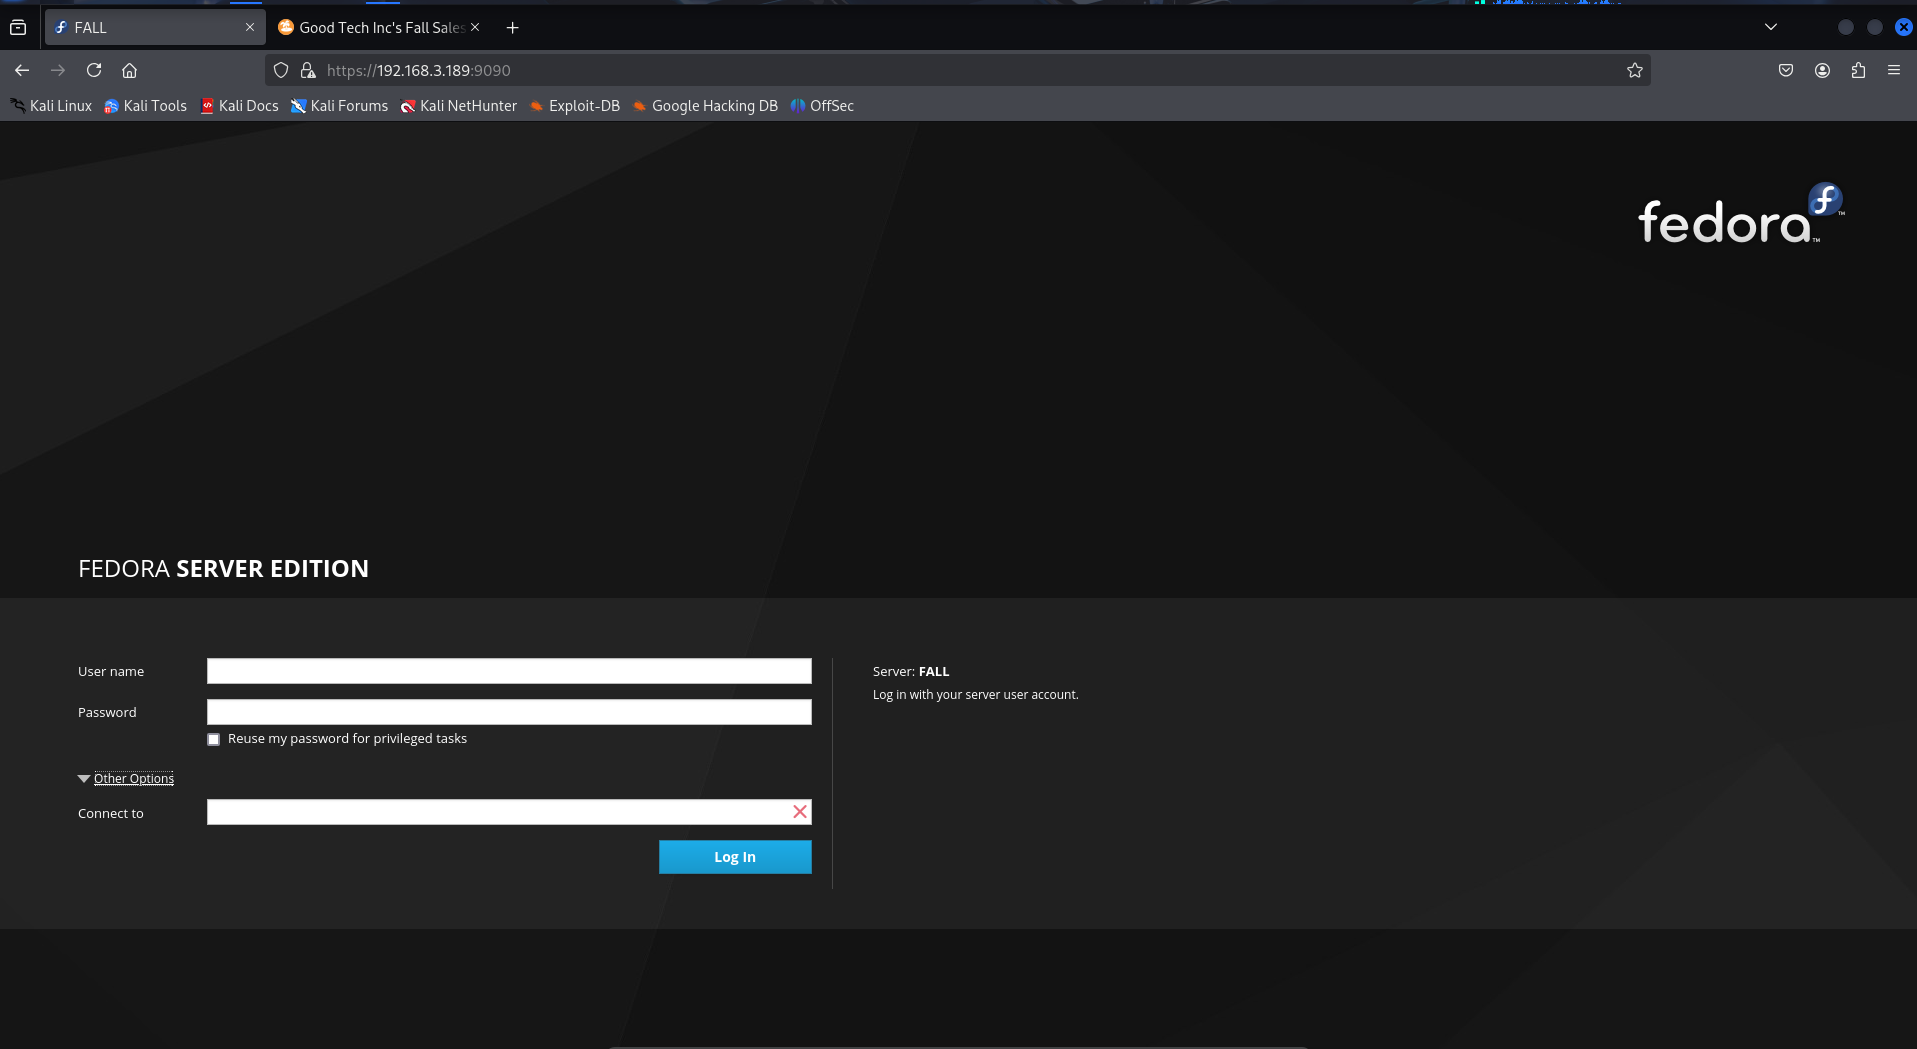 FALL
Good Tech Inc's Fall Sales
https://192.168.3.189:9090
Kali Linux Kali Tools Kali Docs Kali Forums Kali NetHunter Exploit-DB Google Hacking DB OffSec
fedora
FEDORA SERVER EDITION
User name
Password
Reuse my password for privileged tasks
Other Options
Connect to
Log In
Server: FALL
Log in with your server user account.